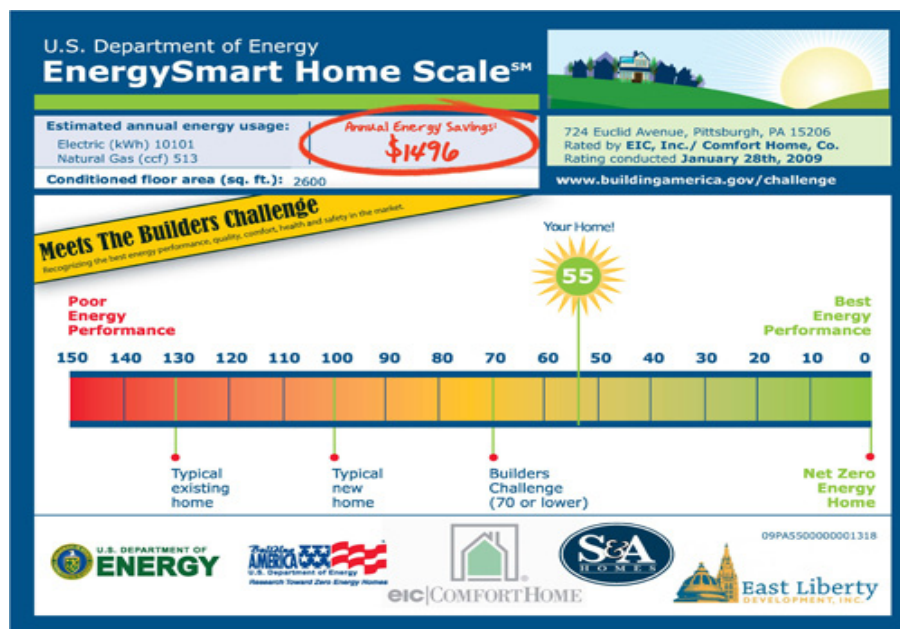 U.S. Department of Energy
EnergySmart Home Scale℠
Estimated annual energy usage:
Electric (kWh) 10101
Natural Gas (ccf) 513
Annual Energy Savings:
$1496
Conditioned floor area (sq. ft.): 2600
724 Euclid Avenue, Pittsburgh, PA 15206
Rated by EIC, Inc./ Comfort Home, Co.
Rating conducted January 28th, 2009
www.buildingamerica.gov/challenge
Meets The Builders Challenge
Recognizing the best energy performance, quality, comfort, health and safety in the market.
Your Home!
55
Poor
Energy
Performance
Best
Energy
Performance
150 140 130 120 110 100 90 80 70 60 50 40 30 20 10 0
Typical
existing
home
Typical
new
home
Builders
Challenge
(70 or lower)
Net Zero
Energy
Home
09PA5500000001318
U.S. DEPARTMENT OF
ENERGY
Building
AMERICA
U.S. Department of Energy
Research Toward Zero Energy Homes
eic|COMFORTHOME
S&A
HOMES
East Liberty
DEVELOPMENT, INC.